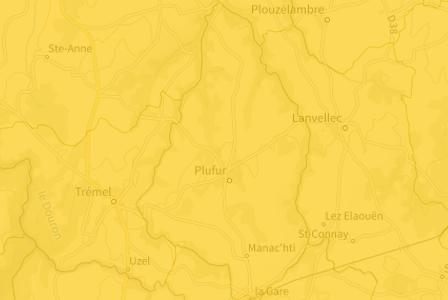 Plouzélambre
D38
Ste-Anne
Lanvellec
Plufur
Trémel
le Douron
Lez Elaouën
St-Connay
Manac'hti
Uzel
la Gare